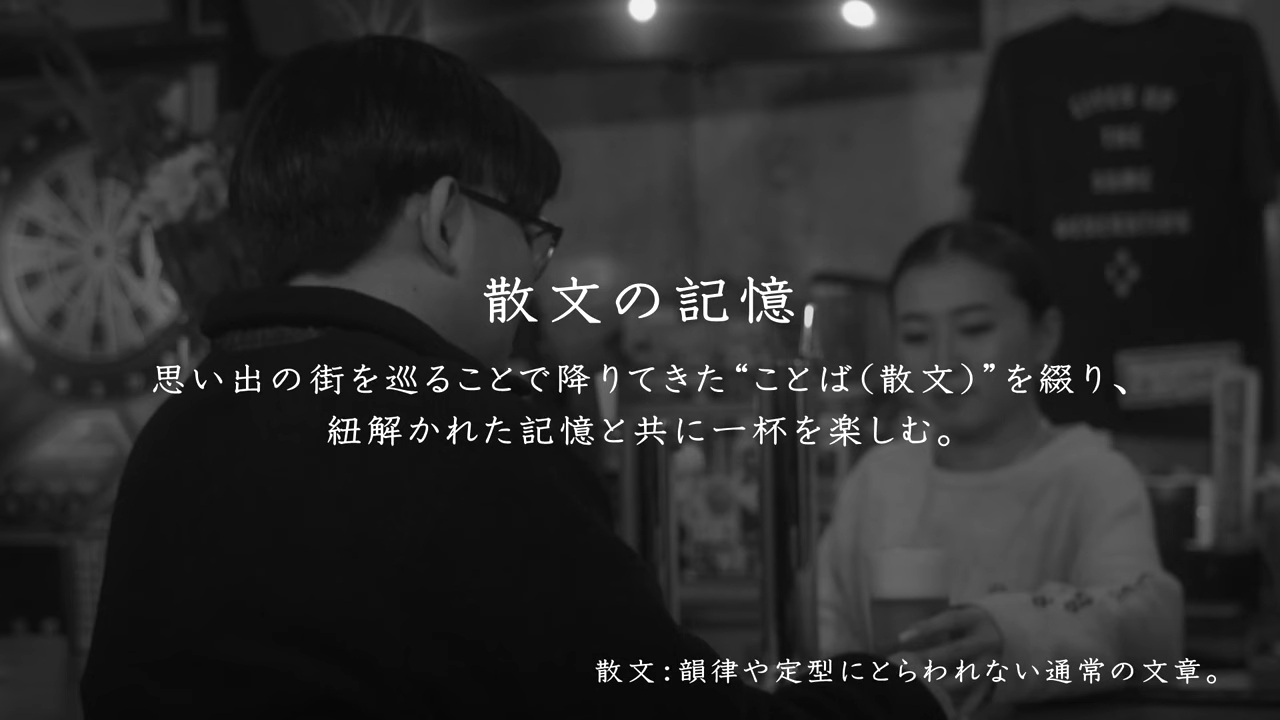 散文の記憶
思い出の街を巡ることで降りてきた“ことば(散文)”を綴り、
紐解かれた記憶と共に一杯を楽しむ。
散文:韻律や定型にとらわれない通常の文章。